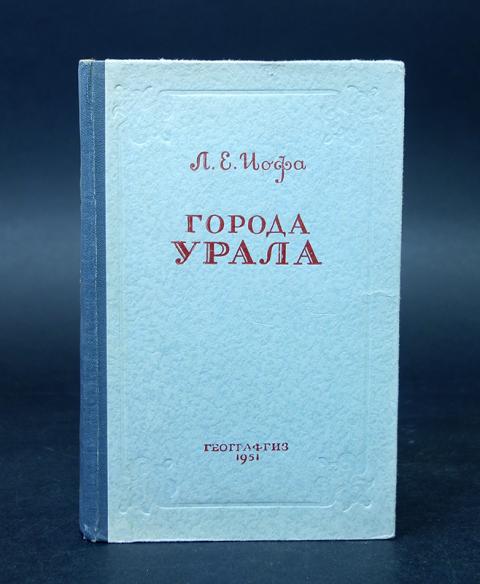 Л. Е. Иофа
ГОРОДА
УРАЛА
ГЕОГРАФГИЗ
1951